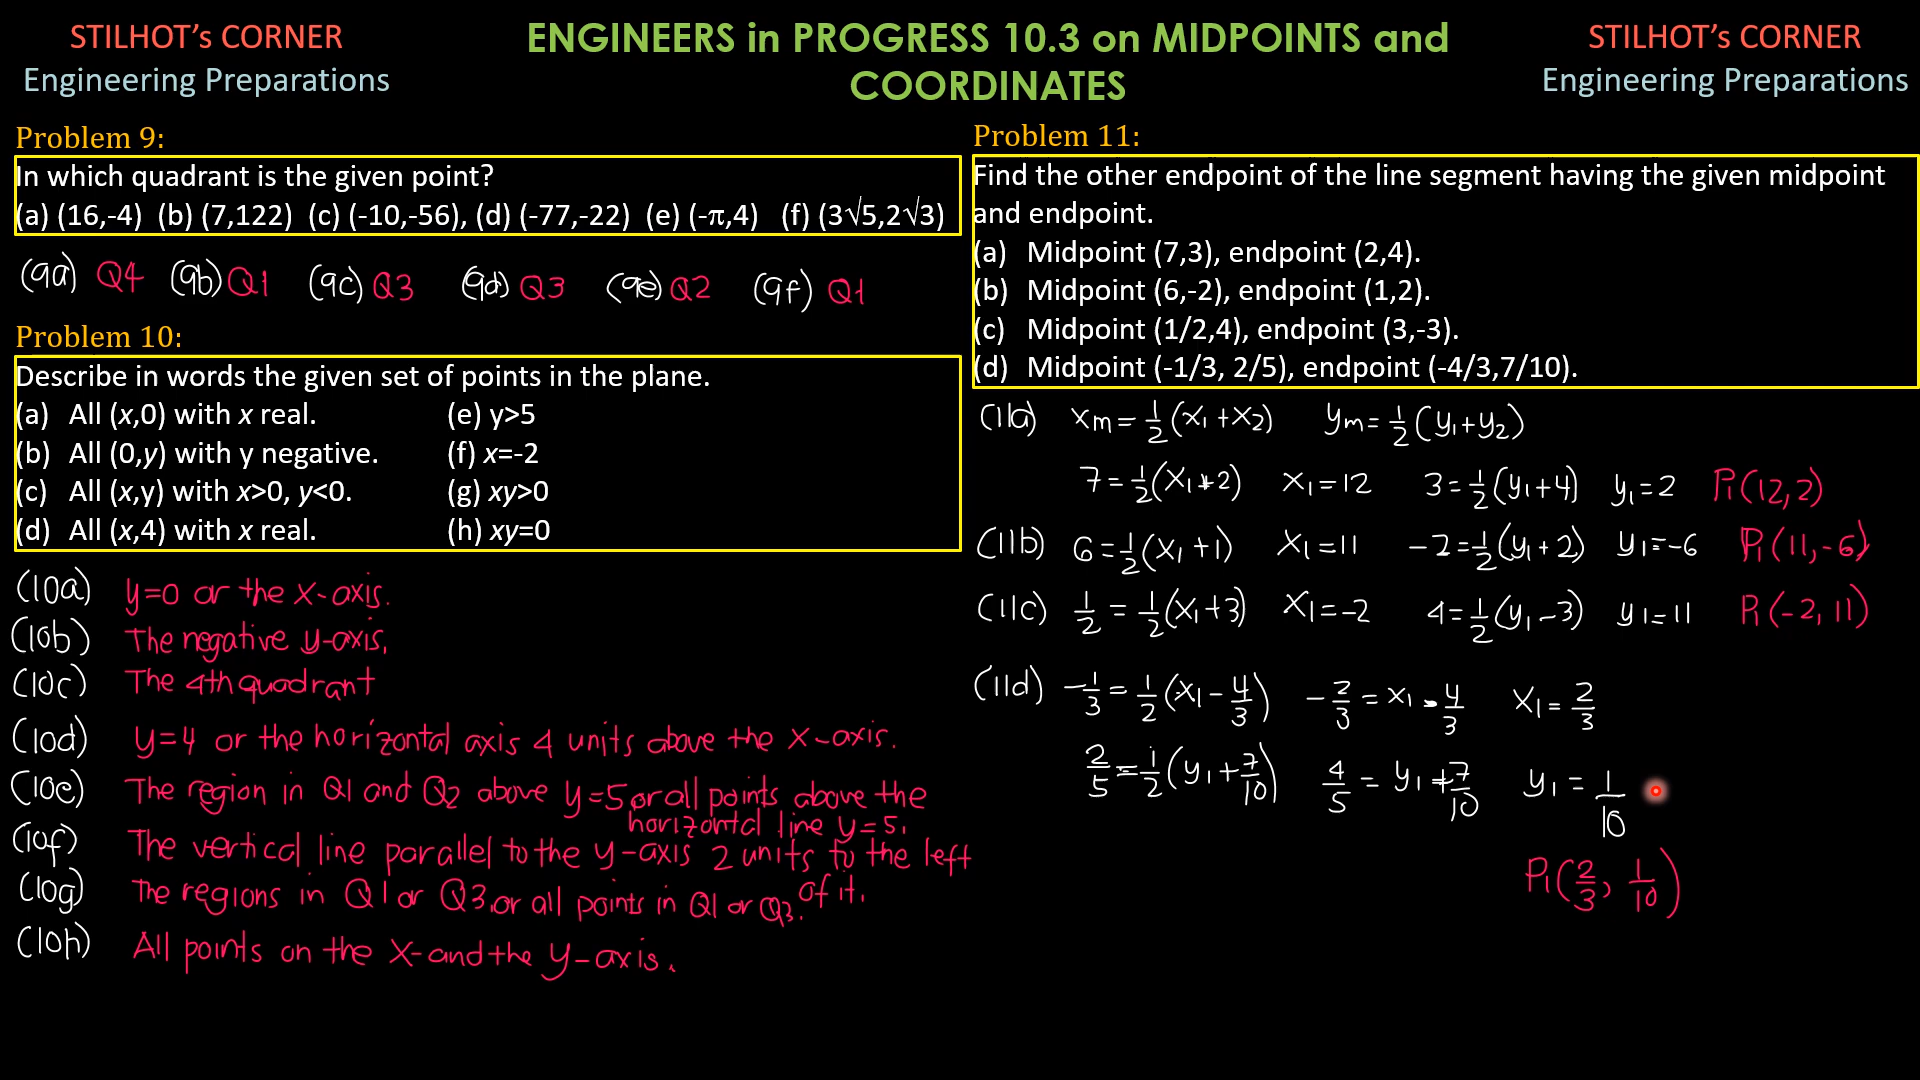 STILHOT's CORNER
Engineering Preparations
ENGINEERS in PROGRESS 10.3 on MIDPOINTS and
COORDINATES
STILHOT's CORNER
Engineering Preparations
Problem 9:
In which quadrant is the given point?
(a) (16,-4) (b) (7,122) (c) (-10,-56), (d) (-77,-22) (e) (-π,4) (f) (3√5,2√3)
(9a) Q4 (9b) Q1 (9c) Q3 (9d) Q3 (9e) Q2 (9f) Q1
Problem 10:
Describe in words the given set of points in the plane.
(a) All (x,0) with x real. (e) y>5
(b) All (0,y) with y negative. (f) x=-2
(c) All (x,y) with x>0, y<0. (g) xy>0
(d) All (x,4) with x real. (h) xy=0
(10a) y=0 or the x-axis.
(10b) The negative y-axis.
(10c) The 4th quadrant
(10d) y=4 or the horizontal axis 4 units above the x-axis.
(10e) The region in Q1 and Q2 above y=5 or all points above the
horizontal line y=5.
(10f) The vertical line parallel to the y-axis 2 units to the left
of it.
(10g) The regions in Q1 or Q3, or all points in Q1 or Q3.
(10h) All points on the x- and the y-axis.
Problem 11:
Find the other endpoint of the line segment having the given midpoint
and endpoint.
(a) Midpoint (7,3), endpoint (2,4).
(b) Midpoint (6,-2), endpoint (1,2).
(c) Midpoint (1/2,4), endpoint (3,-3).
(d) Midpoint (-1/3, 2/5), endpoint (-4/3,7/10).
(11a) xm = 1/2 (x1 + x2) ym = 1/2 (y1 + y2)
7 = 1/2 (x1 + 2) x1 = 12 3 = 1/2 (y1 + 4) y1 = 2 P1(12, 2)
(11b) 6 = 1/2 (x1 + 1) x1 = 11 -2 = 1/2 (y1 + 2) y1 = -6 P1(11, -6)
(11c) 1/2 = 1/2 (x1 + 3) x1 = -2 4 = 1/2 (y1 - 3) y1 = 11 P1(-2, 11)
(11d) -1/3 = 1/2 (x1 - 4/3) -2/3 = x1 - 4/3 x1 = 2/3
2/5 = 1/2 (y1 + 7/10) 4/5 = y1 + 7/10 y1 = 1/10
P1(2/3, 1/10)